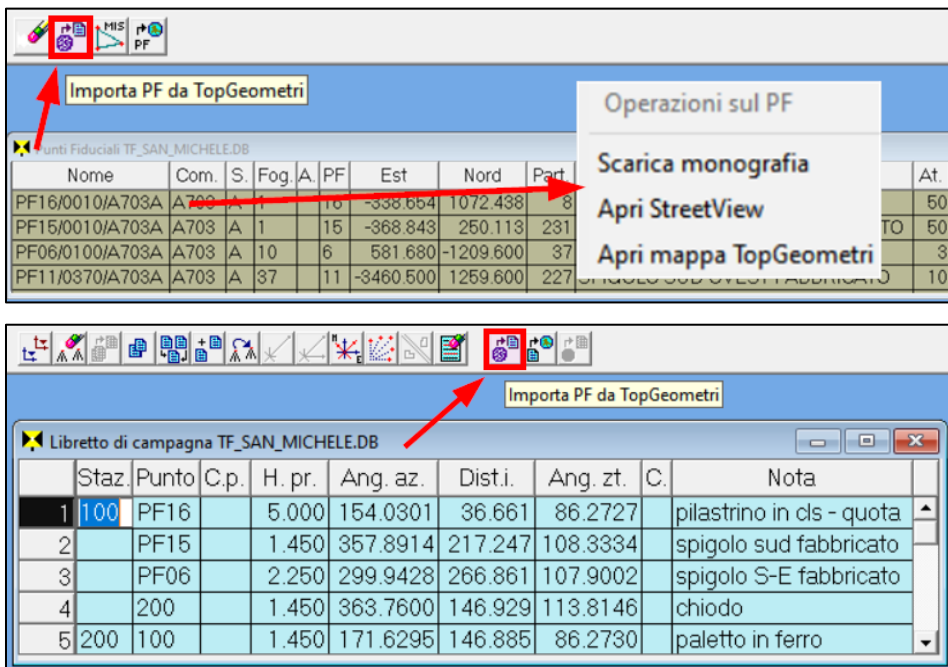 MIS
PF
Importa PF da TopGeometri
Operazioni sul PF
Scarica monografia
Apri StreetView
Apri mappa TopGeometri
Punti Fiduciali TF_SAN_MICHELE.DB
Nome Com. S. Fog. A. PF Est Nord Part. At.
PF16/0010/A703A A703 A 1 16 -338.654 1072.438 8 50
PF15/0010/A703A A703 A 1 15 -368.843 250.113 231 TO 50
PF06/0100/A703A A703 A 10 6 581.680 -1209.600 37 3
PF11/0370/A703A A703 A 37 11 -3460.500 1259.600 227 SPIGOLO SUD OVEST FABBRICATO 10
Importa PF da TopGeometri
Libretto di campagna TF_SAN_MICHELE.DB
Staz. Punto C.p. H. pr. Ang. az. Dist.i. Ang. zt. C. Nota
1 100 PF16 5.000 154.0301 36.661 86.2727 pilastrino in cls - quota
2 PF15 1.450 357.8914 217.247 108.3334 spigolo sud fabbricato
3 PF06 2.250 299.9428 266.861 107.9002 spigolo S-E fabbricato
4 200 1.450 363.7600 146.929 113.8146 chiodo
5 200 100 1.450 171.6295 146.885 86.2730 paletto in ferro